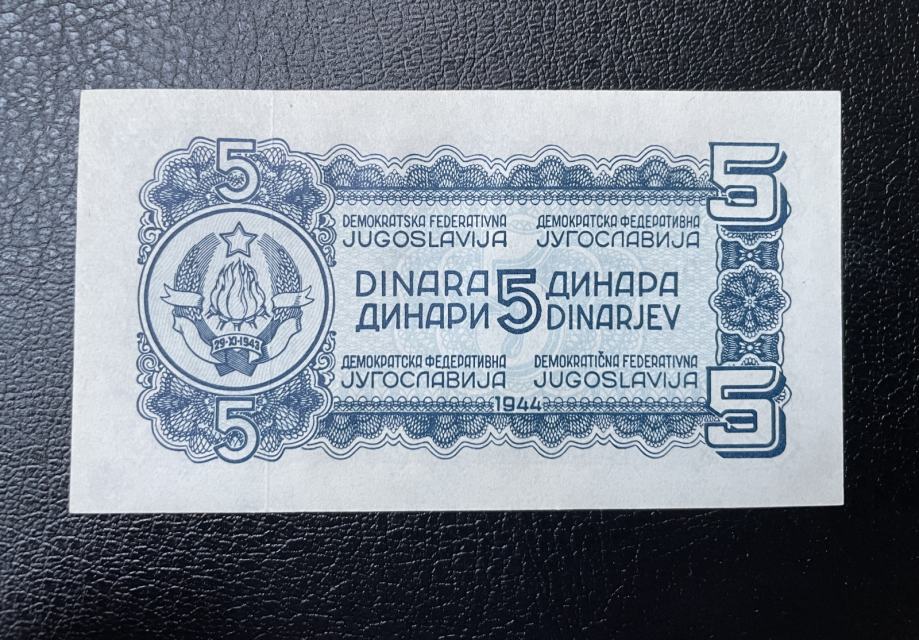 5
5
DEMOKRATSKA FEDERATIVNA
JUGOSLAVIJA
ДЕМОКРАТСКА ФЕДЕРАТИВНА
ЈУГОСЛАВИЈА
DINARA 5 ДИНАРА
ДИНАРИ DINARJEV
29·XI·1943
ДЕМОКРАТСКА ФЕДЕРАТИВНА
ЈУГОСЛАВИЈА
DEMOKRATIČNA FEDERATIVNA
JUGOSLAVIJA
1944
5
5